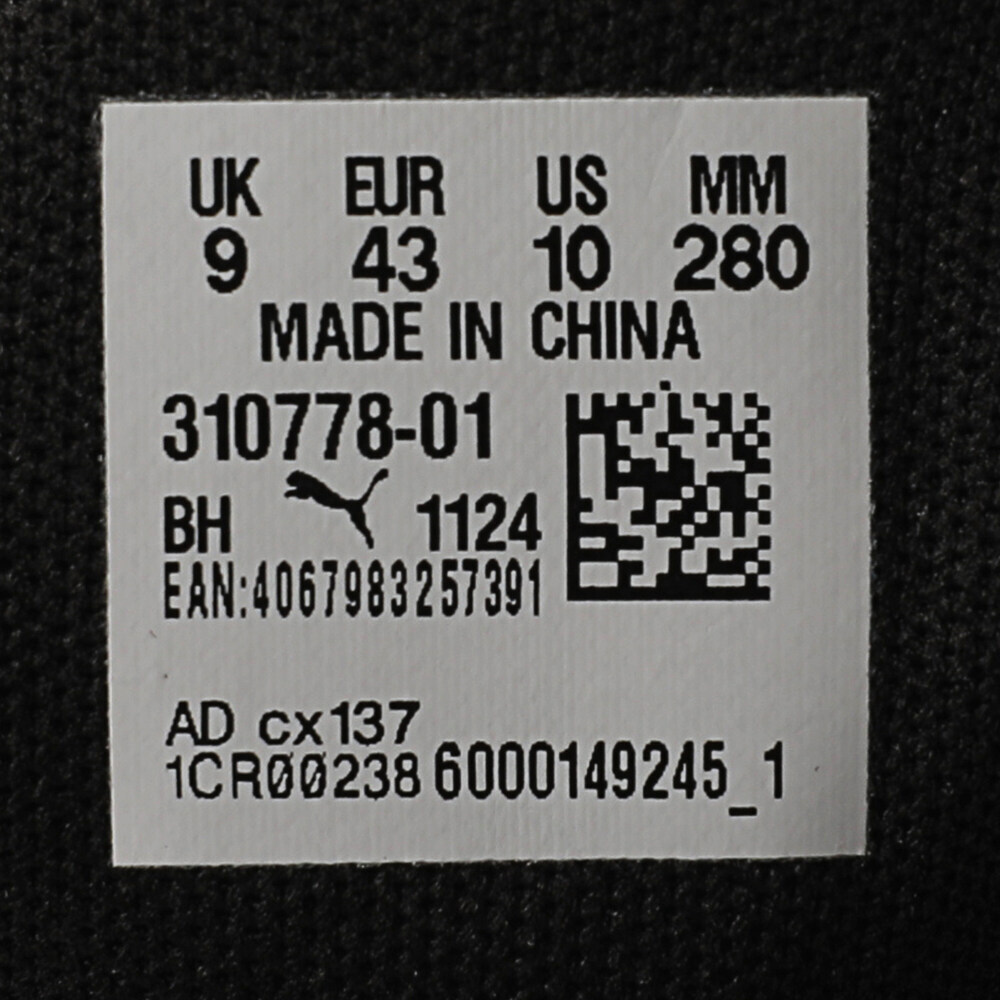 UK EUR US MM
9 43 10 280
MADE IN CHINA
310778-01
BH 1124
EAN:4067983257391
AD cx137
1CR00238 6000149245_1